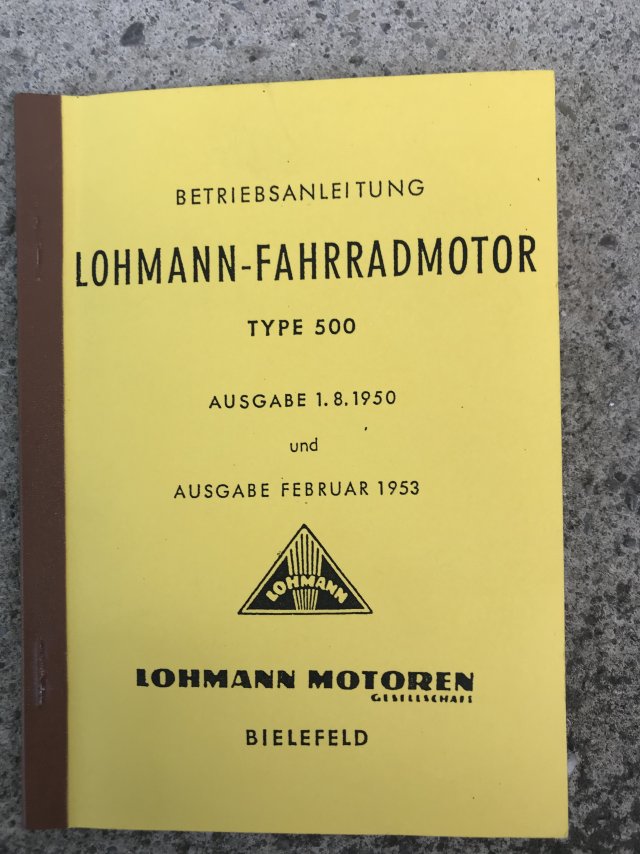 BETRIEBSANLEITUNG
LOHMANN-FAHRRADMOTOR
TYPE 500
AUSGABE 1.8.1950
und
AUSGABE FEBRUAR 1953
LOHMANN
LOHMANN MOTOREN
GESELLSCHAFT
BIELEFELD